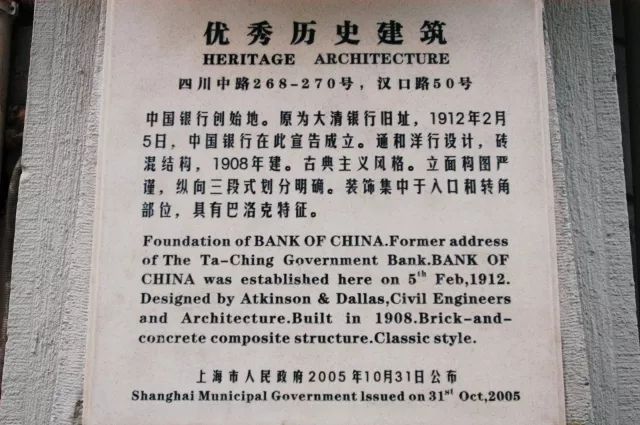 优秀历史建筑
HERITAGE ARCHITECTURE
四川中路268-270号，汉口路50号
中国银行创始地。原为大清银行旧址，1912年2月
5日，中国银行在此宣告成立。通和洋行设计，砖
混结构，1908年建。古典主义风格。立面构图严
谨，纵向三段式划分明确。装饰集中于入口和转角
部位，具有巴洛克特征。
Foundation of BANK OF CHINA.Former address
of The Ta-Ching Government Bank.BANK OF
CHINA was established here on 5th Feb,1912.
Designed by Atkinson & Dallas,Civil Engineers
and Architecture.Built in 1908.Brick-and-
concrete composite structure.Classic style.
上海市人民政府2005年10月31日公布
Shanghai Municipal Government Issued on 31st Oct,2005